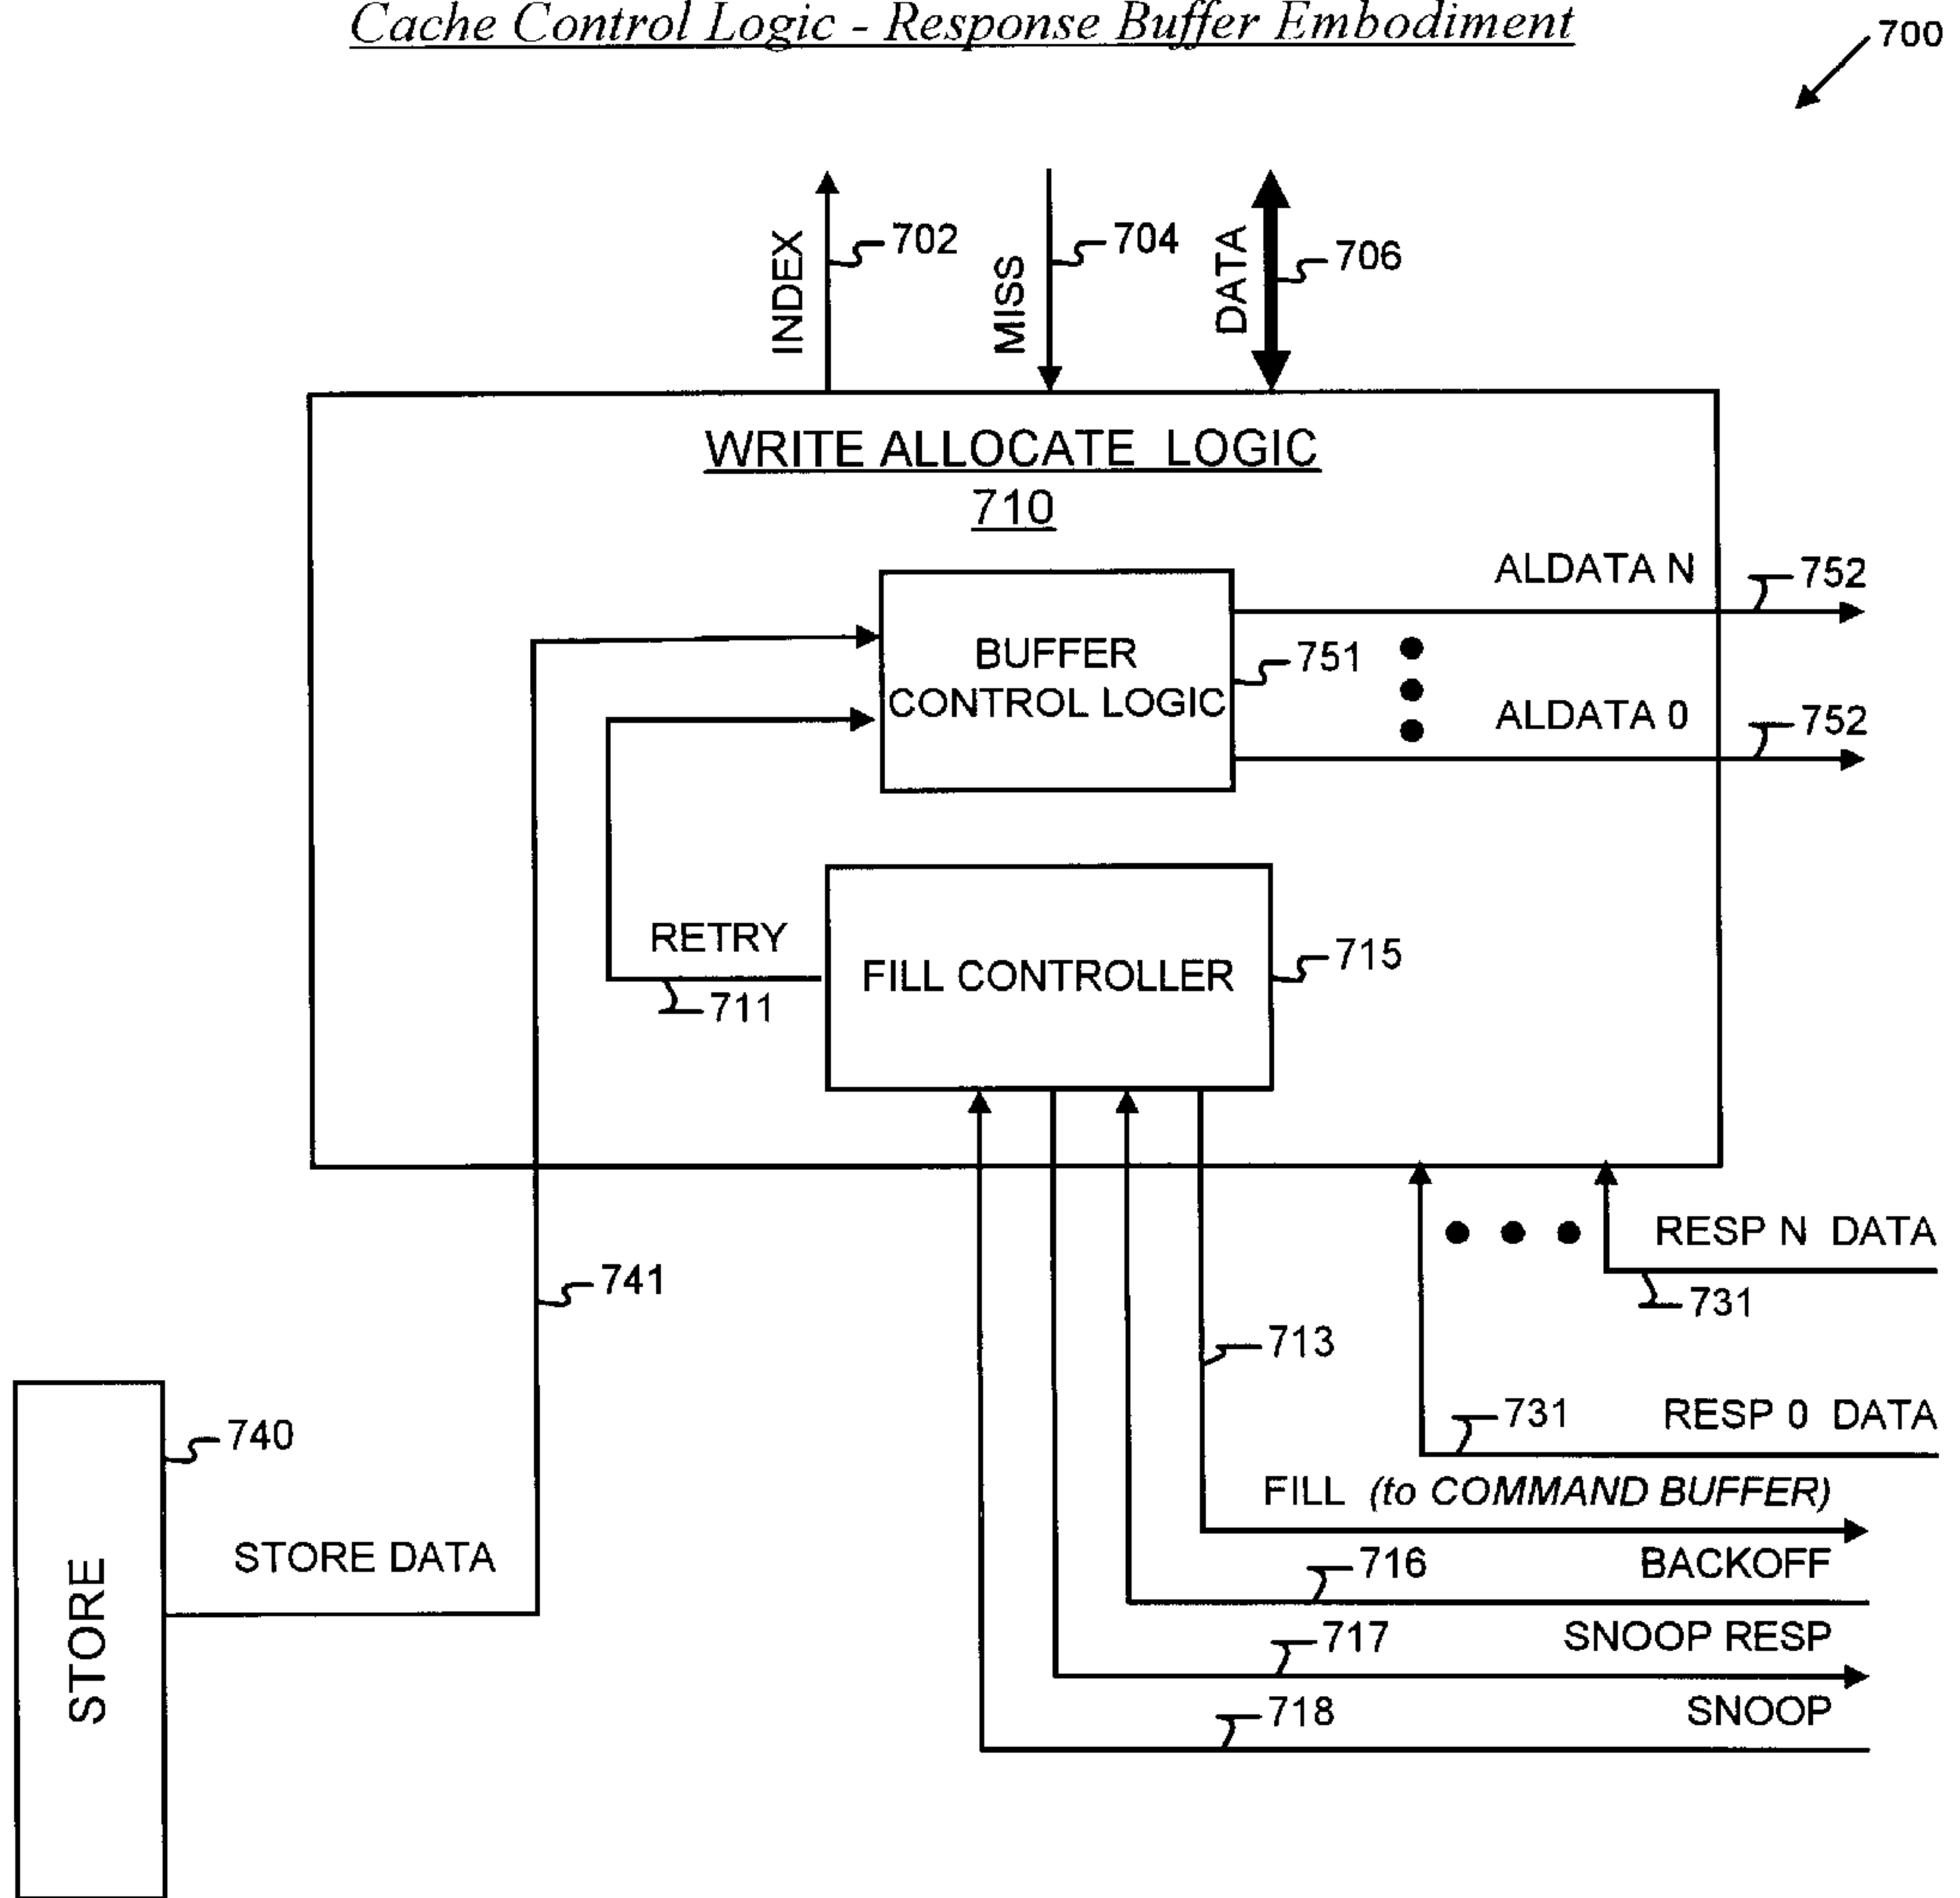 Cache Control Logic - Response Buffer Embodiment
700
INDEX
702
MISS
704
DATA
706
WRITE ALLOCATE LOGIC
710
ALDATA N
752
BUFFER
CONTROL LOGIC
751
ALDATA 0
752
RETRY
711
FILL CONTROLLER
715
RESP N DATA
731
741
713
731
RESP 0 DATA
740
FILL (to COMMAND BUFFER)
STORE
STORE DATA
716
BACKOFF
717
SNOOP RESP
718
SNOOP